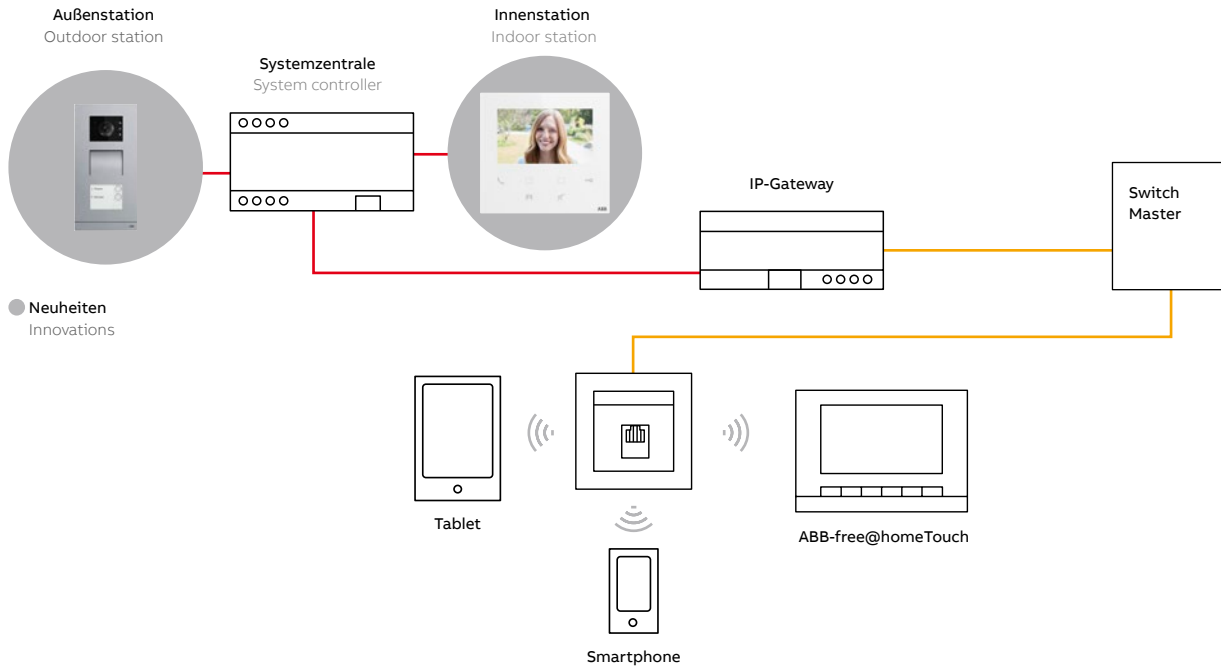 Außenstation
Outdoor station
Innenstation
Indoor station
Systemzentrale
System controller
IP-Gateway
Switch
Master
Neuheiten
Innovations
ABB
Tablet
ABB-free@homeTouch
Smartphone